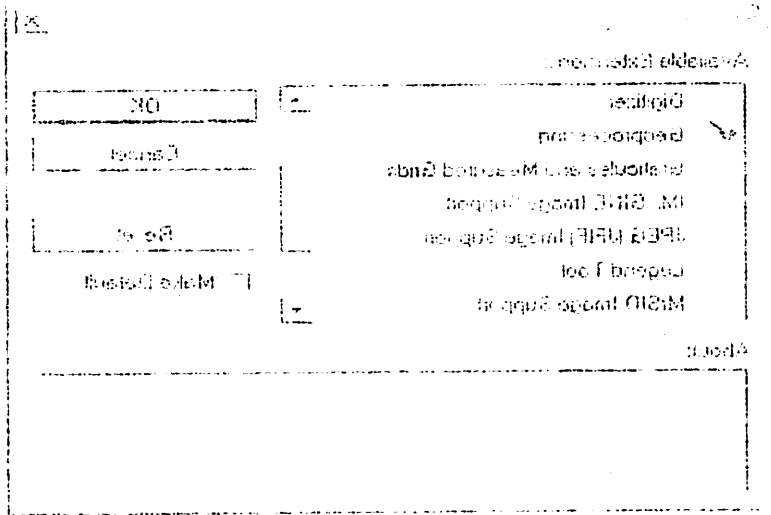 Available Extensions:
Digitizer
Geoprocessing
Graticules and Measured Grids
IMAGINE Image Support
JPEG (JFIF) Image Support
Legend Tool
MrSID Image Support
OK
Cancel
Reset
Make Default
About: